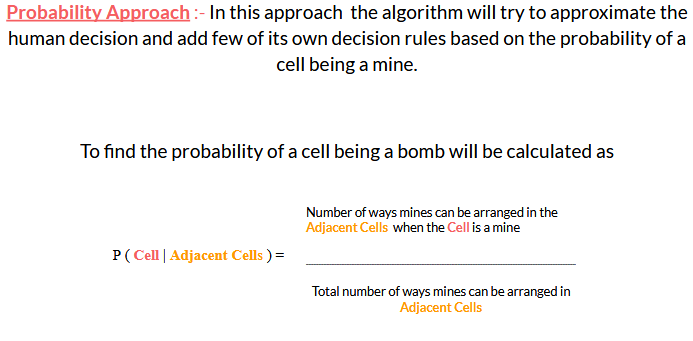 Probability Approach :- In this approach the algorithm will try to approximate the
human decision and add few of its own decision rules based on the probability of a
cell being a mine.
To find the probability of a cell being a bomb will be calculated as
Number of ways mines can be arranged in the
Adjacent Cells when the Cell is a mine
P ( Cell | Adjacent Cells ) =
Total number of ways mines can be arranged in
Adjacent Cells